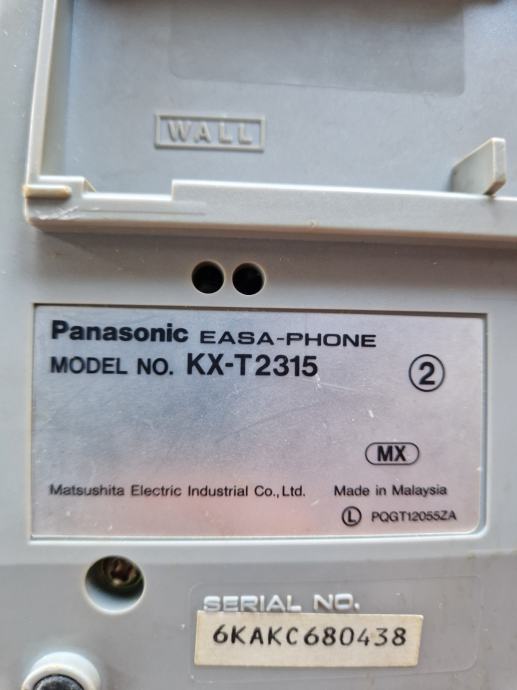 WALL
Panasonic EASA-PHONE
MODEL NO. KX-T2315
2
MX
Matsushita Electric Industrial Co., Ltd. Made in Malaysia
L PQGT12055ZA
SERIAL NO.
6KAKC680438